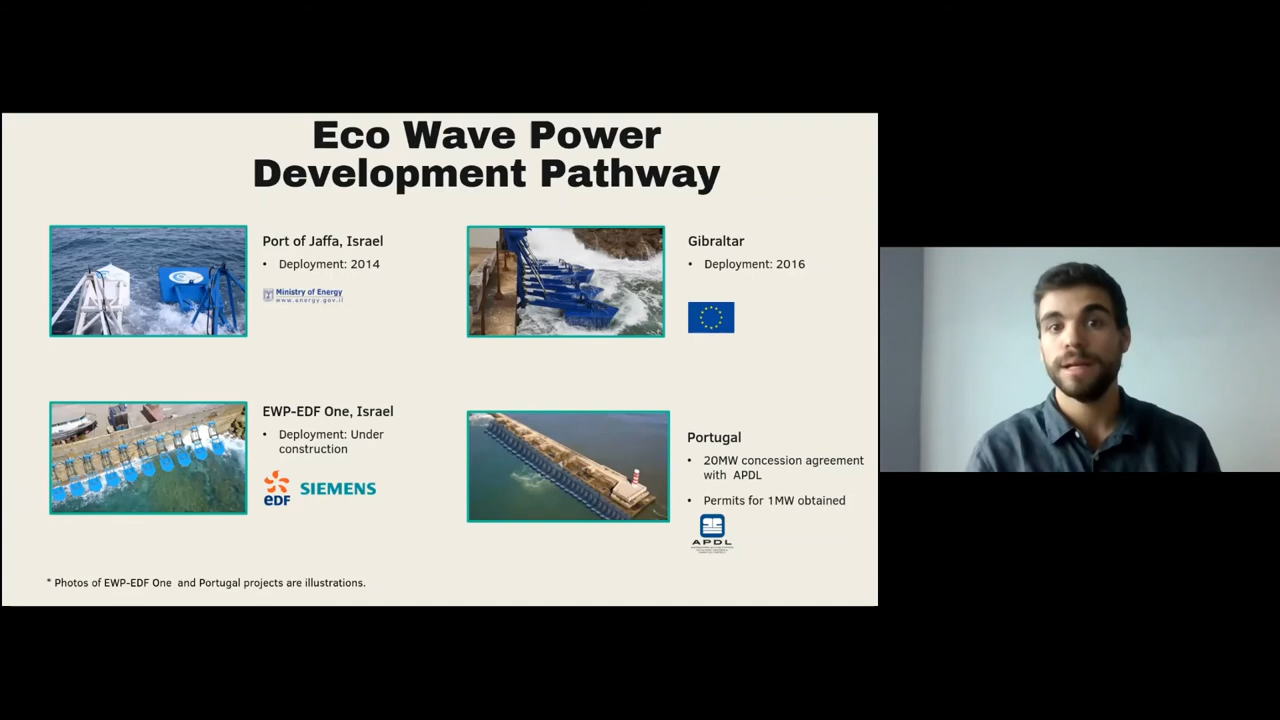 Eco Wave Power
Development Pathway
Port of Jaffa, Israel
• Deployment: 2014
Ministry of Energy
www.energy.gov.il
Gibraltar
• Deployment: 2016
EWP-EDF One, Israel
• Deployment: Under
construction
eDF SIEMENS
Portugal
• 20MW concession agreement
with APDL
• Permits for 1MW obtained
APDL
* Photos of EWP-EDF One and Portugal projects are illustrations.